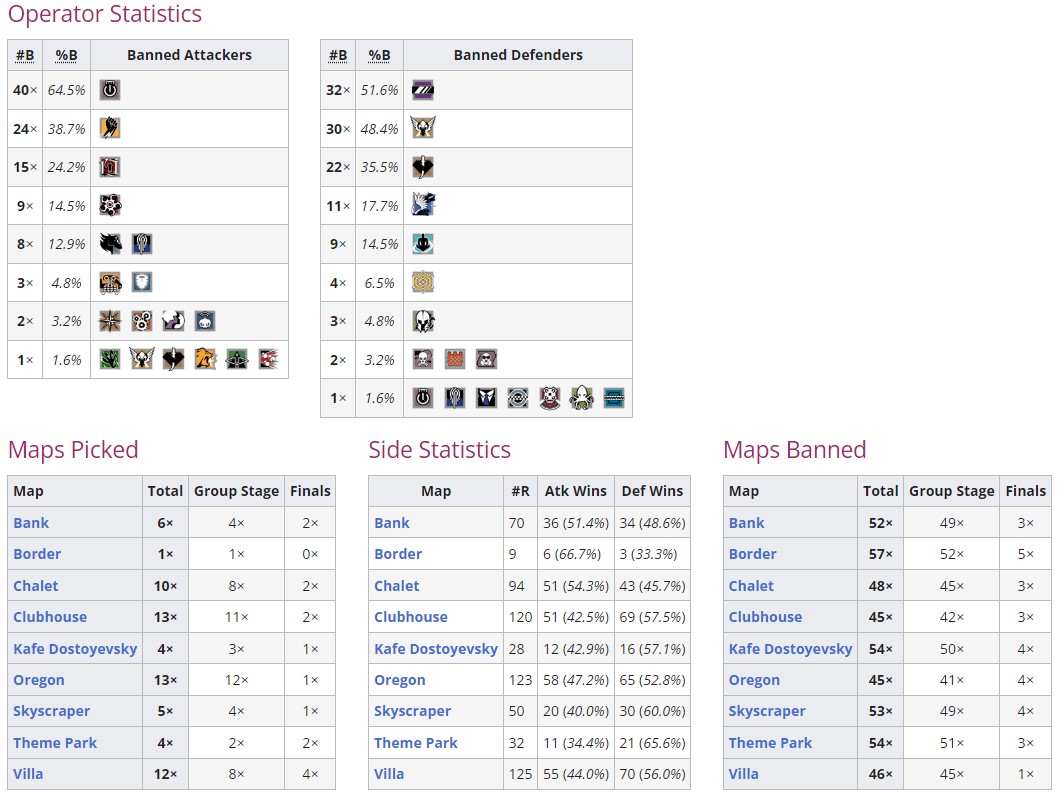 Operator Statistics
#B %B Banned Attackers
40× 64.5%
24× 38.7%
15× 24.2%
9× 14.5%
8× 12.9%
3× 4.8%
2× 3.2%
1× 1.6%
#B %B Banned Defenders
32× 51.6%
30× 48.4%
22× 35.5%
11× 17.7%
9× 14.5%
4× 6.5%
3× 4.8%
2× 3.2%
1× 1.6%
Maps Picked
Map Total Group Stage Finals
Bank 6× 4× 2×
Border 1× 1× 0×
Chalet 10× 8× 2×
Clubhouse 13× 11× 2×
Kafe Dostoyevsky 4× 3× 1×
Oregon 13× 12× 1×
Skyscraper 5× 4× 1×
Theme Park 4× 2× 2×
Villa 12× 8× 4×
Side Statistics
Map #R Atk Wins Def Wins
Bank 70 36 (51.4%) 34 (48.6%)
Border 9 6 (66.7%) 3 (33.3%)
Chalet 94 51 (54.3%) 43 (45.7%)
Clubhouse 120 51 (42.5%) 69 (57.5%)
Kafe Dostoyevsky 28 12 (42.9%) 16 (57.1%)
Oregon 123 58 (47.2%) 65 (52.8%)
Skyscraper 50 20 (40.0%) 30 (60.0%)
Theme Park 32 11 (34.4%) 21 (65.6%)
Villa 125 55 (44.0%) 70 (56.0%)
Maps Banned
Map Total Group Stage Finals
Bank 52× 49× 3×
Border 57× 52× 5×
Chalet 48× 45× 3×
Clubhouse 45× 42× 3×
Kafe Dostoyevsky 54× 50× 4×
Oregon 45× 41× 4×
Skyscraper 53× 49× 4×
Theme Park 54× 51× 3×
Villa 46× 45× 1×